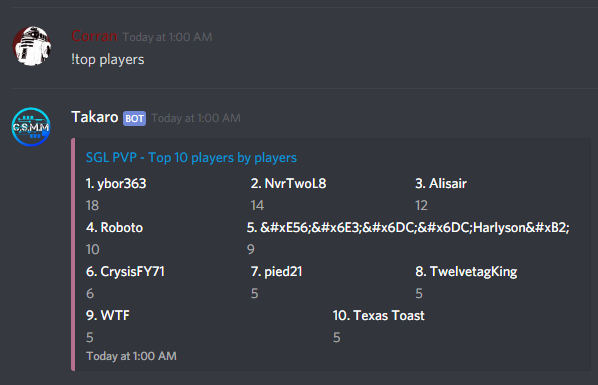 Corran Today at 1:00 AM
!top players
C.S.M.M
Takaro BOT Today at 1:00 AM
SGL PVP - Top 10 players by players
1. ybor363 2. NvrTwoL8 3. Alisair
18 14 12
4. Roboto 5. &#xE56;&#x6E3;&#x6DC;&#x6DC;Harlyson&#xB2;
10 9
6. CrysisFY71 7. pied21 8. TwelvetagKing
6 5 5
9. WTF 10. Texas Toast
5 5
Today at 1:00 AM